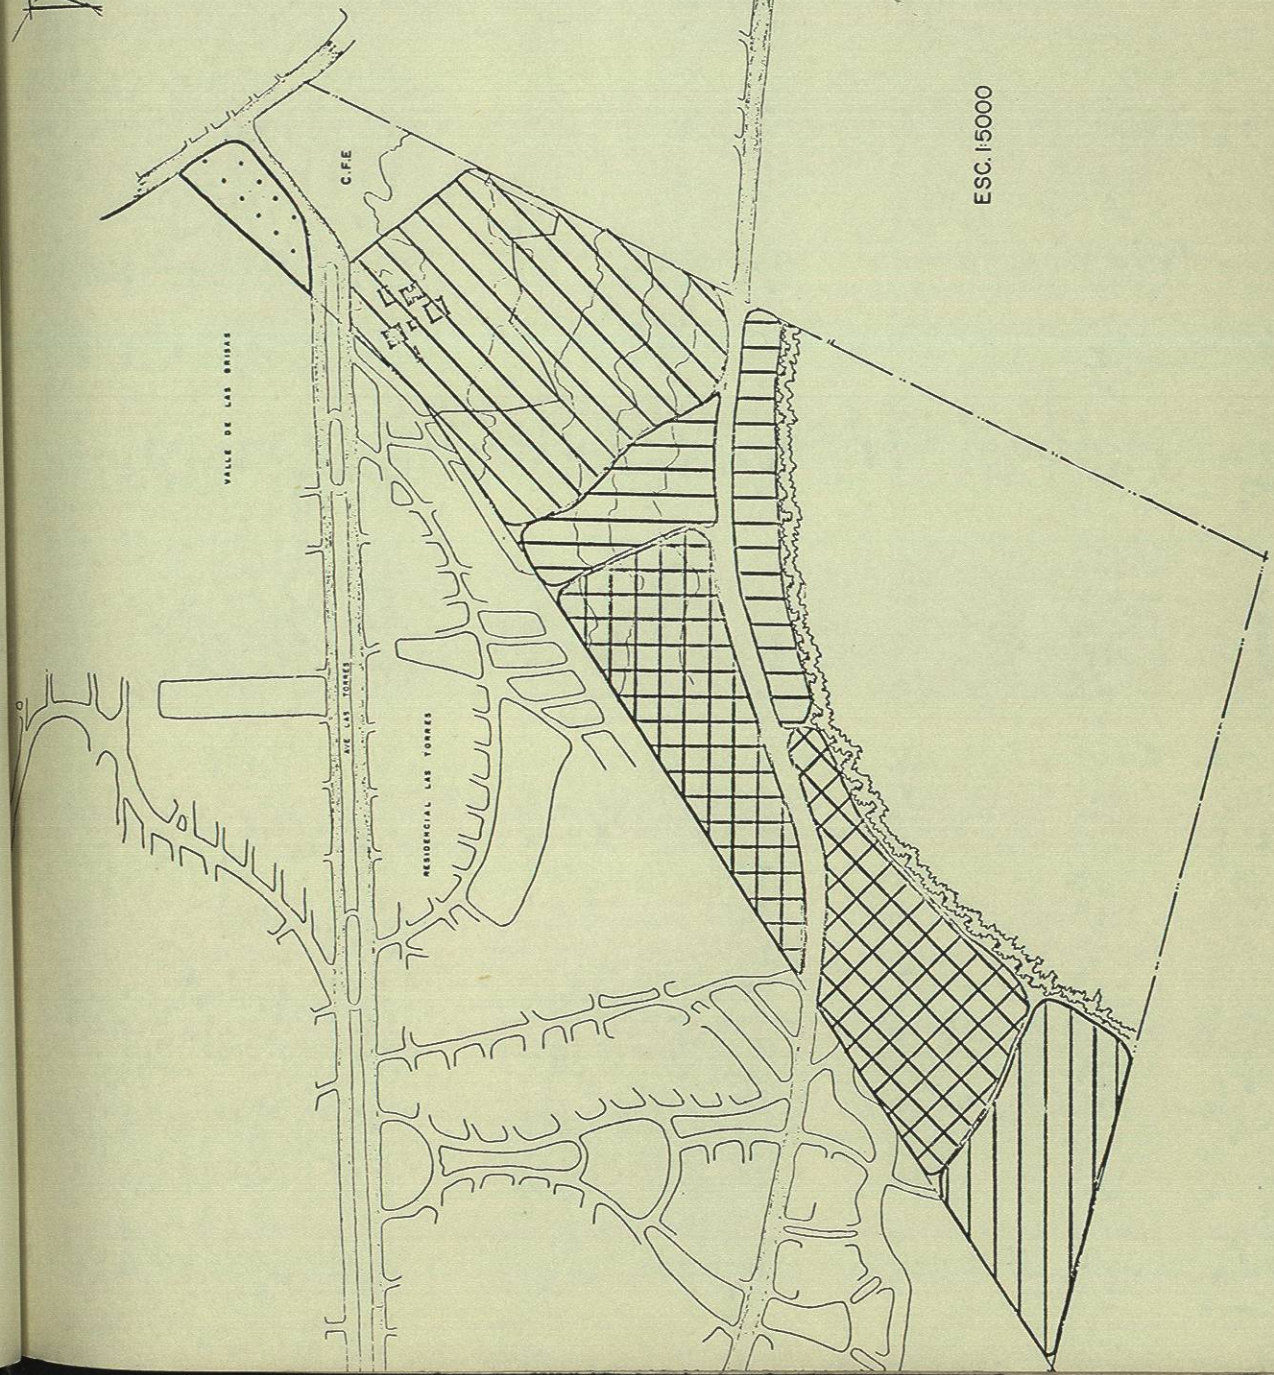 C.F.E
ESC. 1:5000
VALLE DE LAS BRISAS
AVE LAS TORRES
RESIDENCIAL LAS TORRES